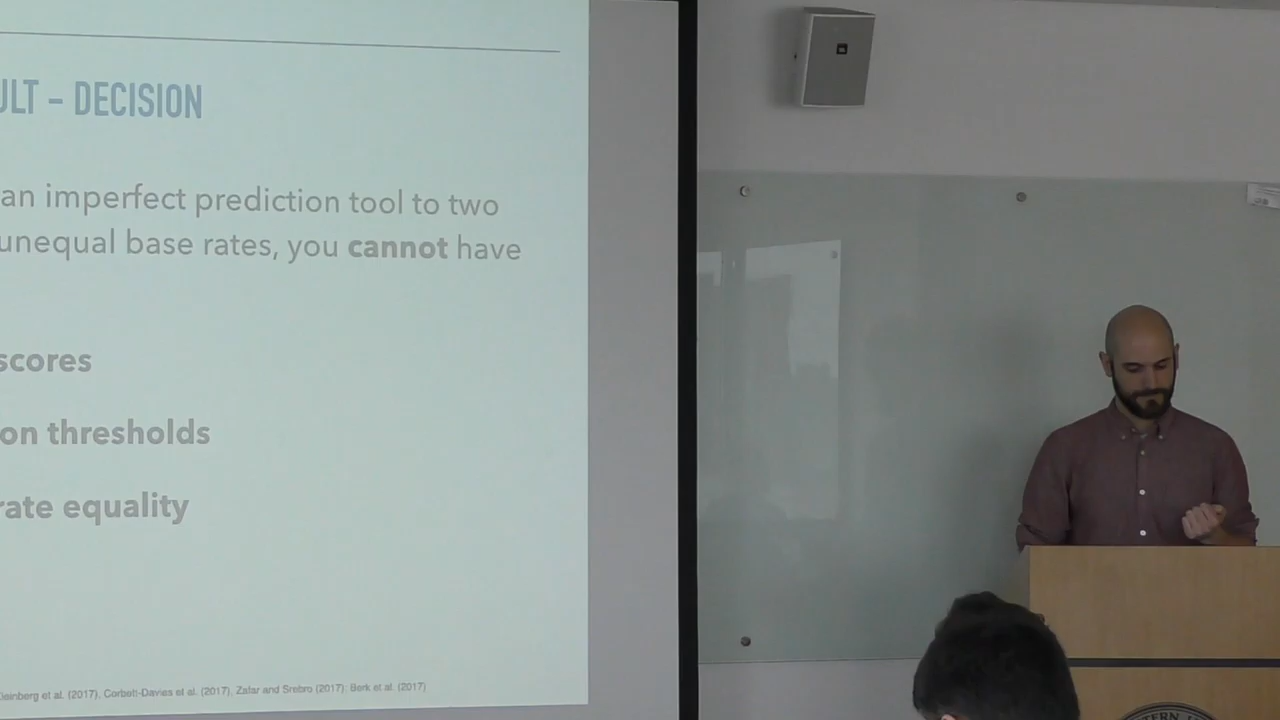 ULT – DECISION
an imperfect prediction tool to two
unequal base rates, you cannot have
scores
on thresholds
rate equality
leinberg et al. (2017), Corbett-Davies et al. (2017), Zafar and Srebro (2017); Berk et al. (2017)